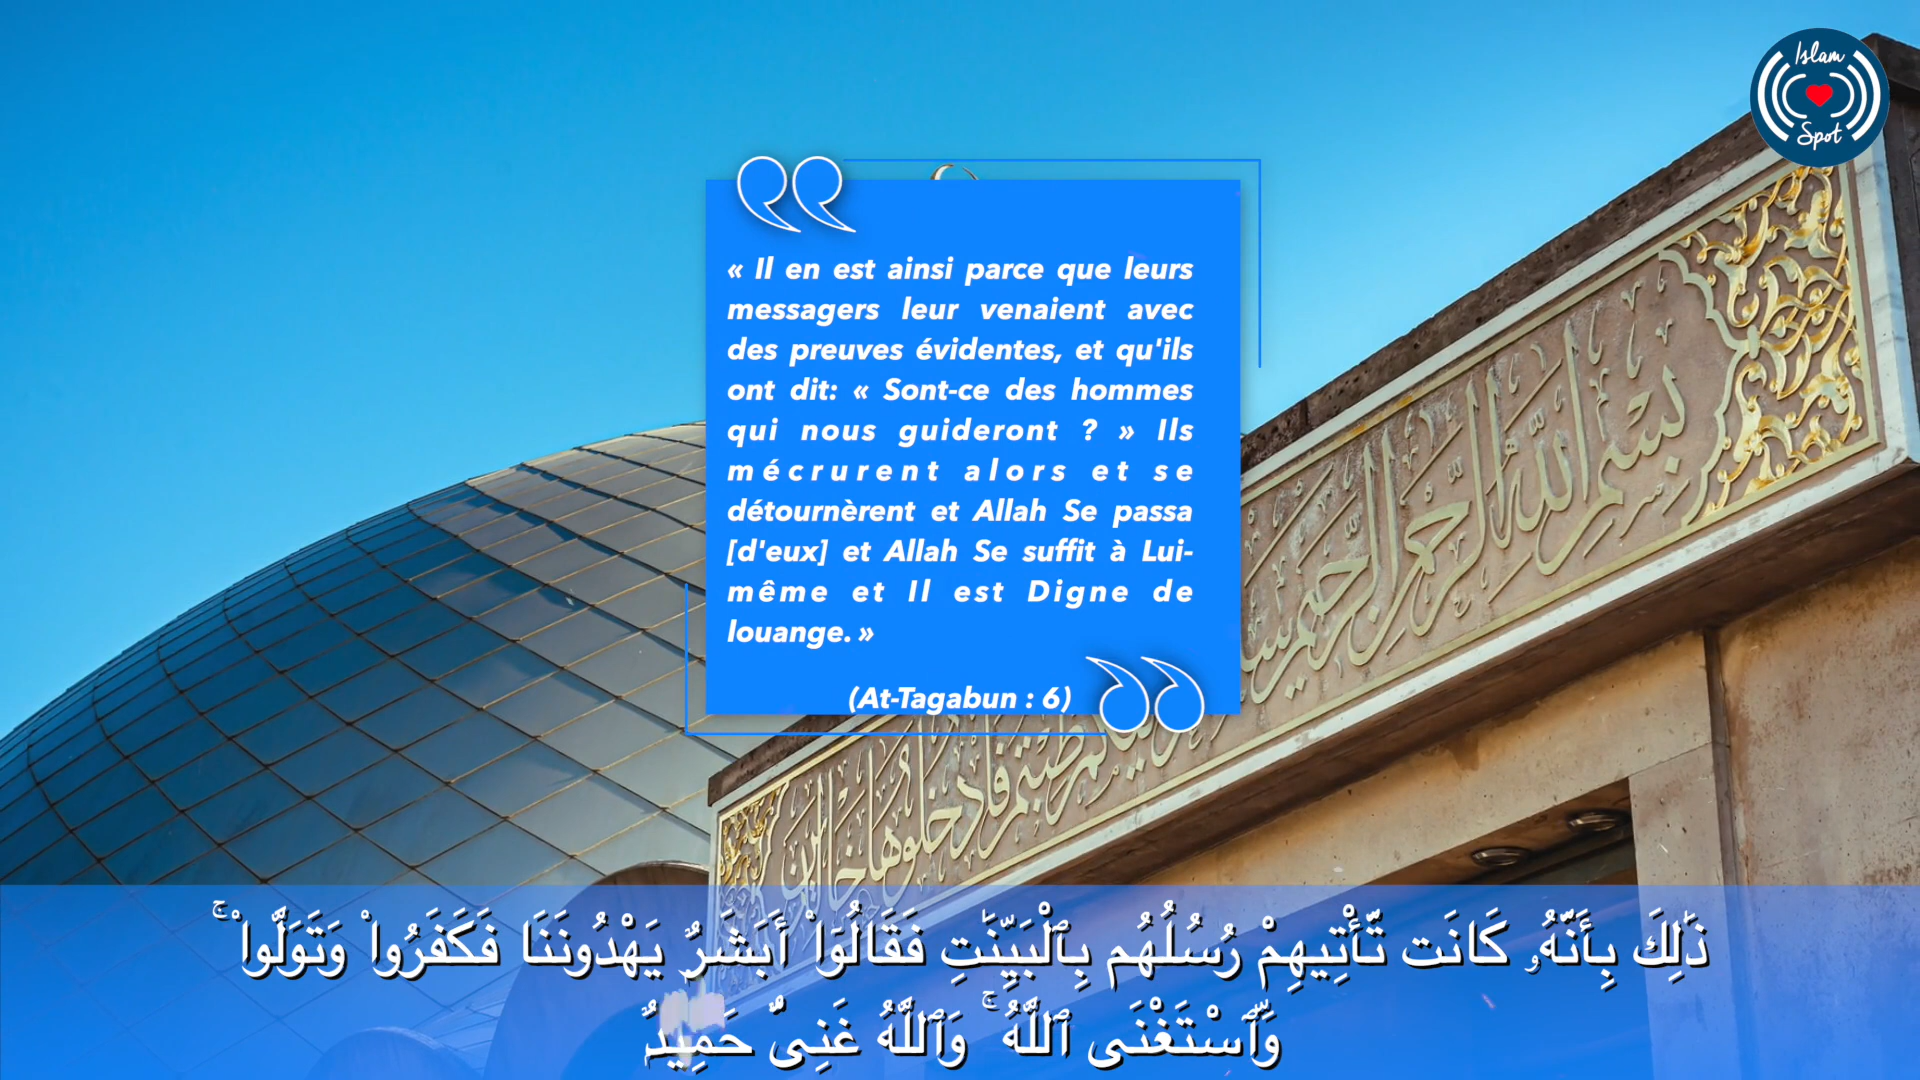 Islam
Spot
« Il en est ainsi parce que leurs
messagers leur venaient avec
des preuves évidentes, et qu'ils
ont dit: « Sont-ce des hommes
qui nous guideront ? » Ils
mécrurent alors et se
détournèrent et Allah Se passa
[d'eux] et Allah Se suffit à Lui-
même et Il est Digne de
louange. »
(At-Tagabun : 6)
بسم الله الرحمن الرحيم
طبتم فادخلوها خالدين
ذَٰلِكَ بِأَنَّهُۥ كَانَت تَّأْتِيهِمْ رُسُلُهُم بِٱلْبَيِّنَٰتِ فَقَالُوٓا۟ أَبَشَرٌ يَهْدُونَنَا فَكَفَرُوا۟ وَتَوَلَّوا۟ ۚ
وَّٱسْتَغْنَى ٱللَّهُ ۚ وَٱللَّهُ غَنِىٌّ حَمِيدٌ